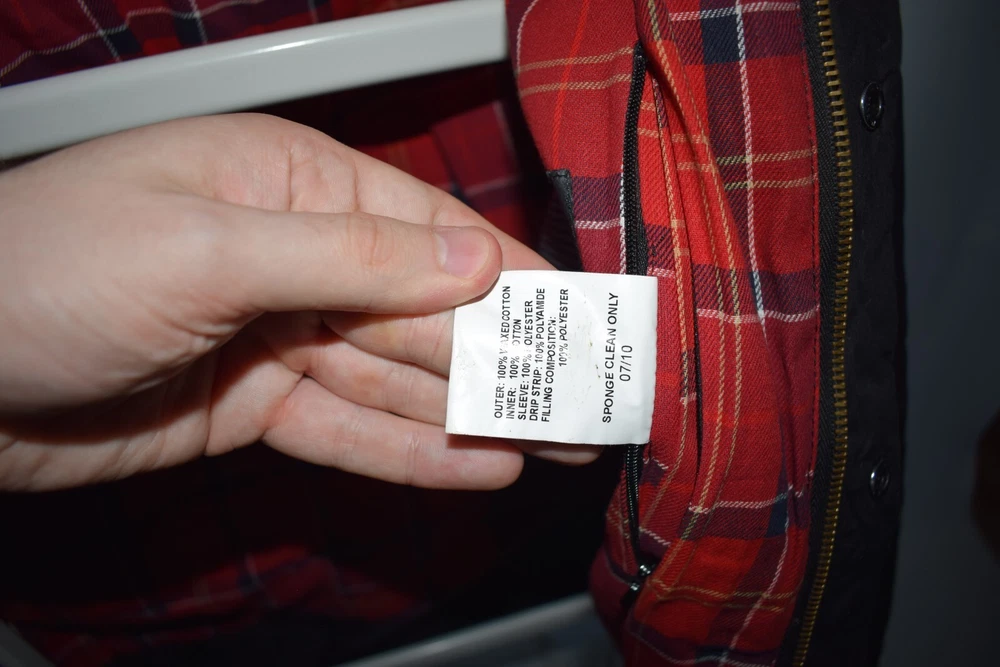 OUTER: 100% WAXED COTTON
INNER: 100% COTTON
SLEEVE: 100% POLYESTER
DRIP STRIP: 100% POLYAMIDE
FILLING COMPOSITION:
100% POLYESTER
SPONGE CLEAN ONLY
07/10